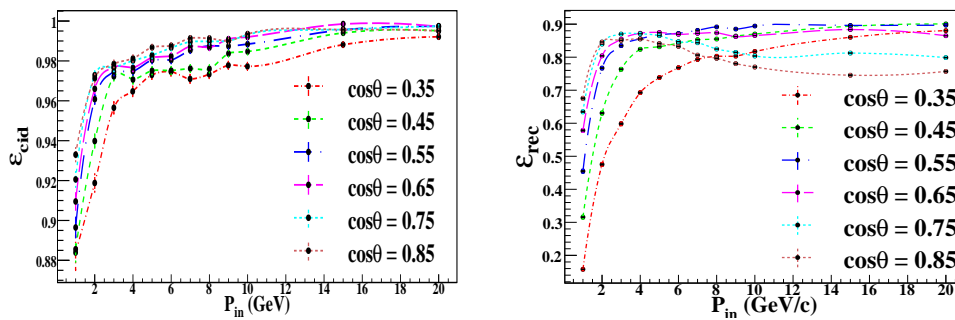 1
0.98
0.96
0.94
0.92
0.9
0.88
ε_cid
cosθ = 0.35
cosθ = 0.45
cosθ = 0.55
cosθ = 0.65
cosθ = 0.75
cosθ = 0.85
2 4 6 8 10 12 14 16 18 20
P_in (GeV)
0.9
0.8
0.7
0.6
0.5
0.4
0.3
0.2
ε_rec
cosθ = 0.35
cosθ = 0.45
cosθ = 0.55
cosθ = 0.65
cosθ = 0.75
cosθ = 0.85
2 4 6 8 10 12 14 16 18 20
P_in (GeV/c)